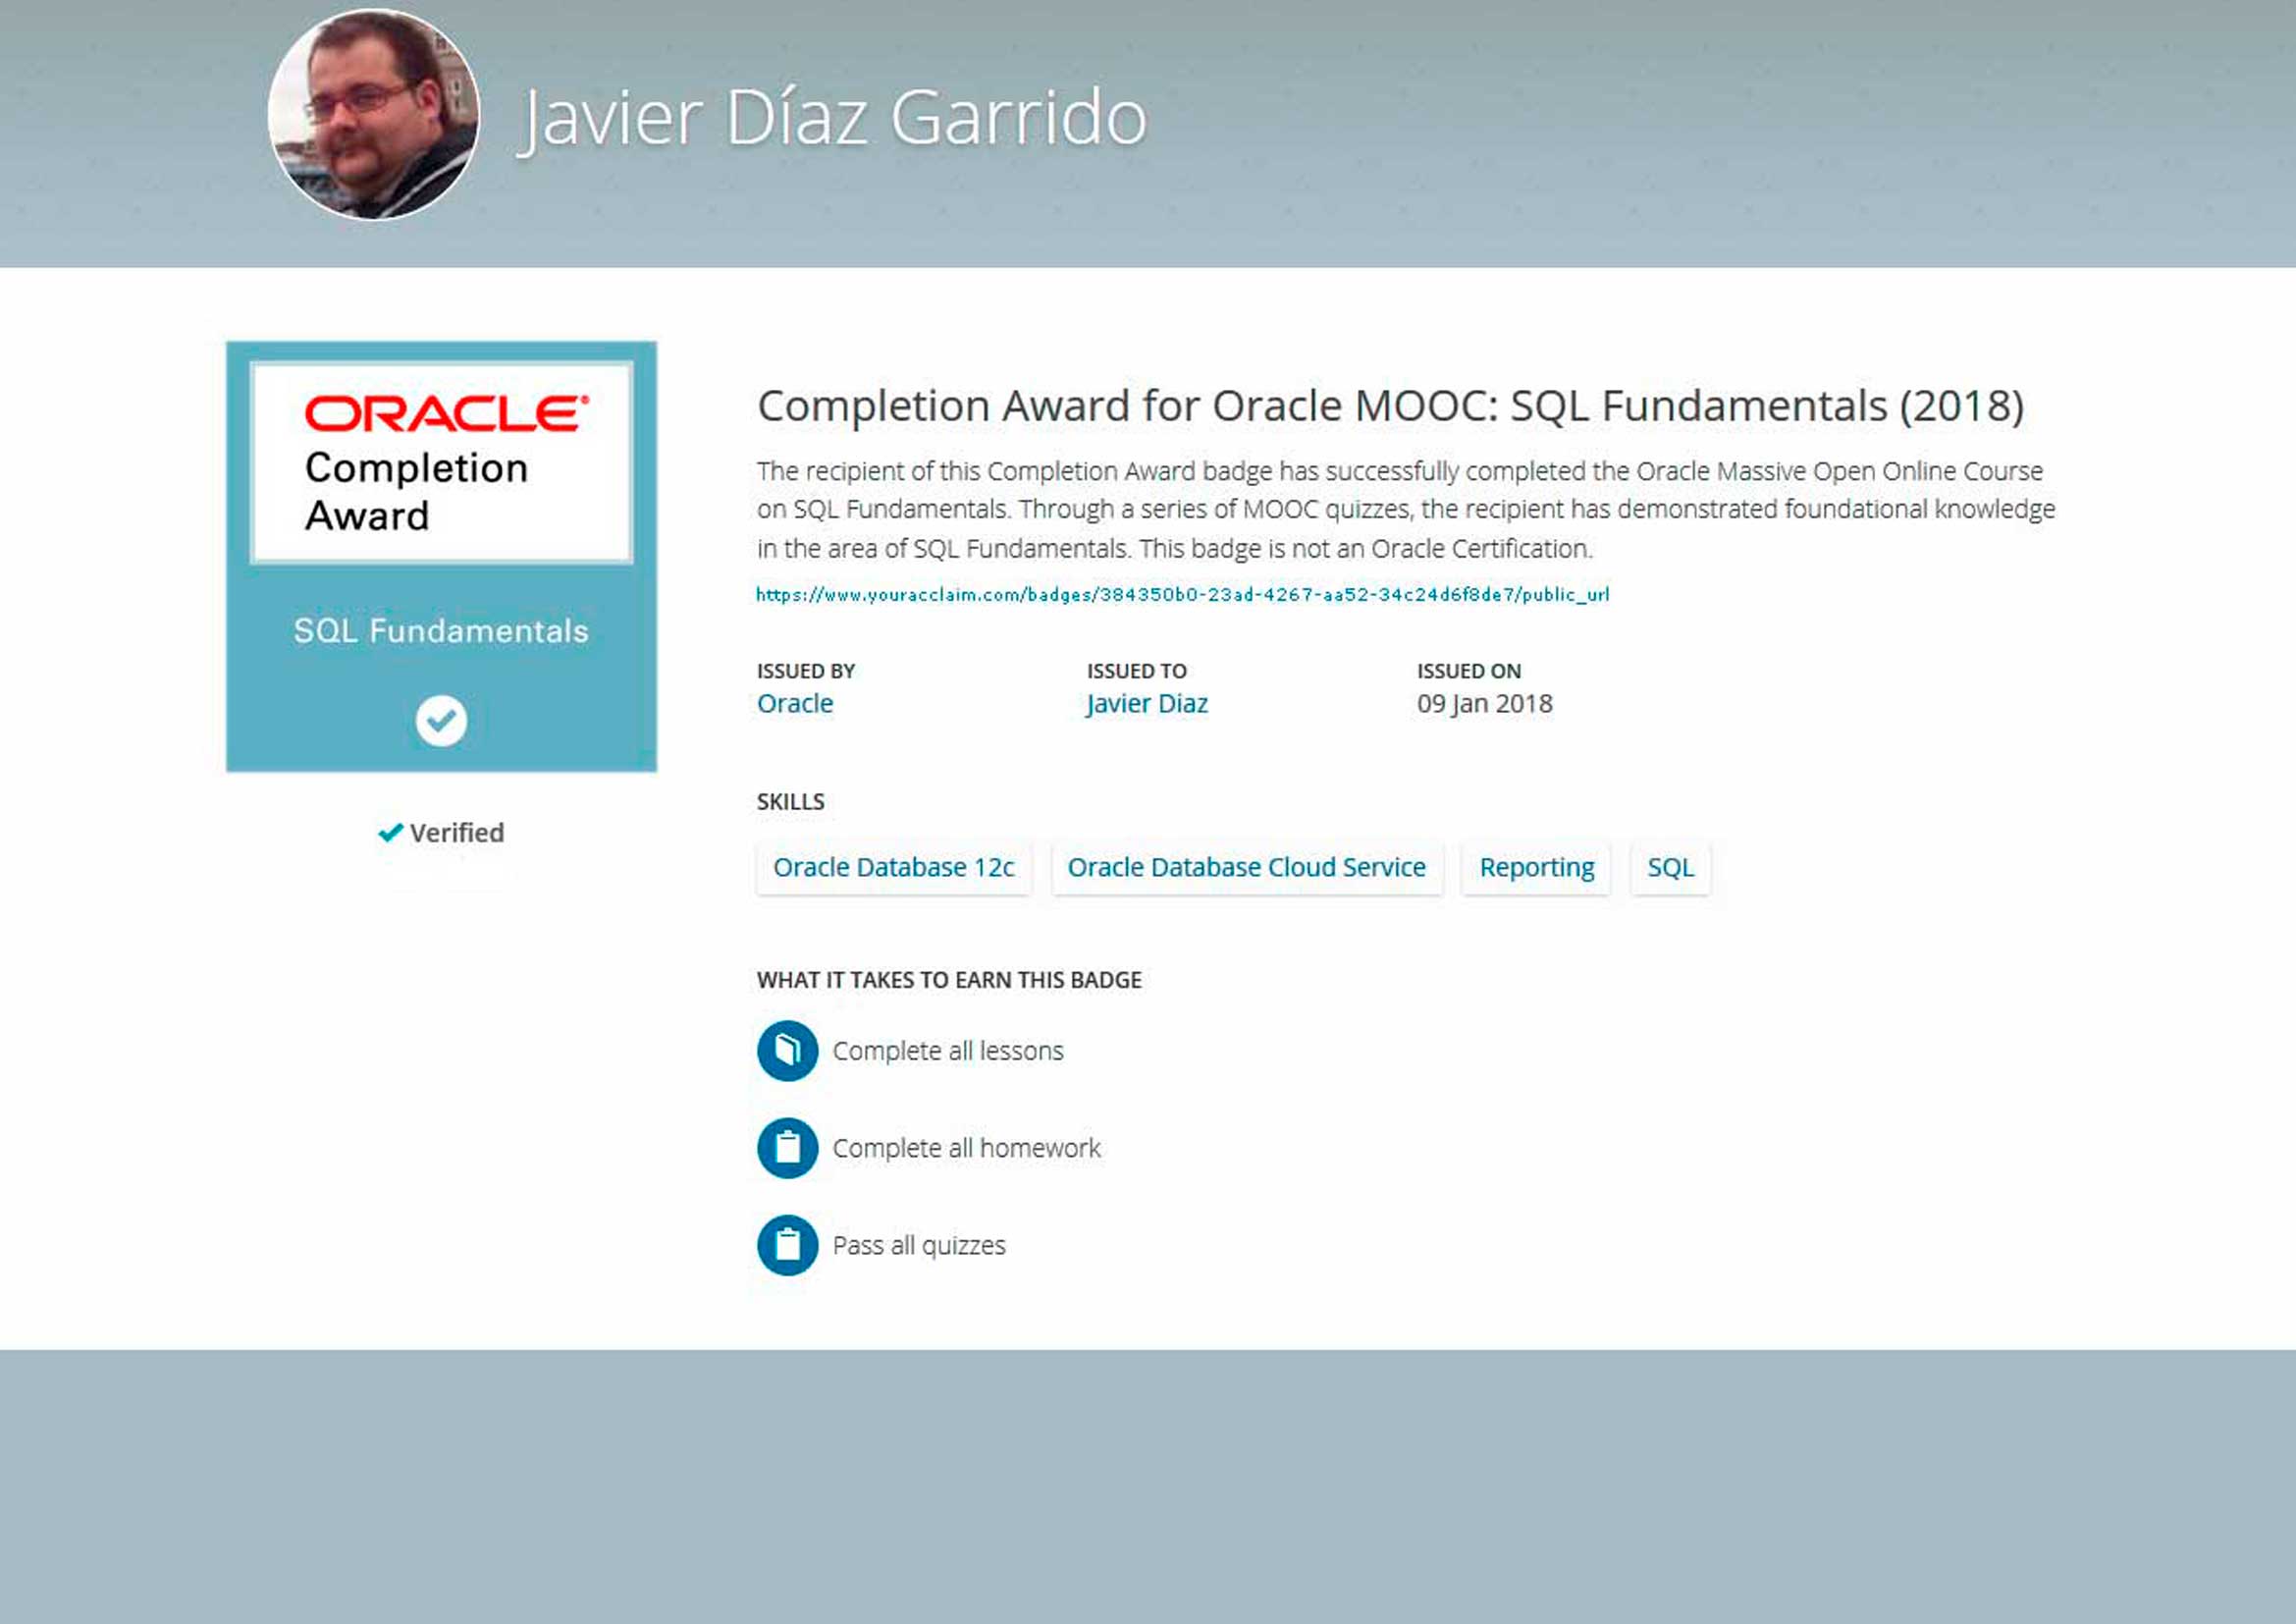 Javier Díaz Garrido
ORACLE®
Completion
Award
SQL Fundamentals
Verified
Completion Award for Oracle MOOC: SQL Fundamentals (2018)
The recipient of this Completion Award badge has successfully completed the Oracle Massive Open Online Course
on SQL Fundamentals. Through a series of MOOC quizzes, the recipient has demonstrated foundational knowledge
in the area of SQL Fundamentals. This badge is not an Oracle Certification.
https://www.youracclaim.com/badges/384350b0-23ad-4267-aa52-34c24d6f8de7/public_url
ISSUED BY ISSUED TO ISSUED ON
Oracle Javier Diaz 09 Jan 2018
SKILLS
Oracle Database 12c Oracle Database Cloud Service Reporting SQL
WHAT IT TAKES TO EARN THIS BADGE
Complete all lessons
Complete all homework
Pass all quizzes